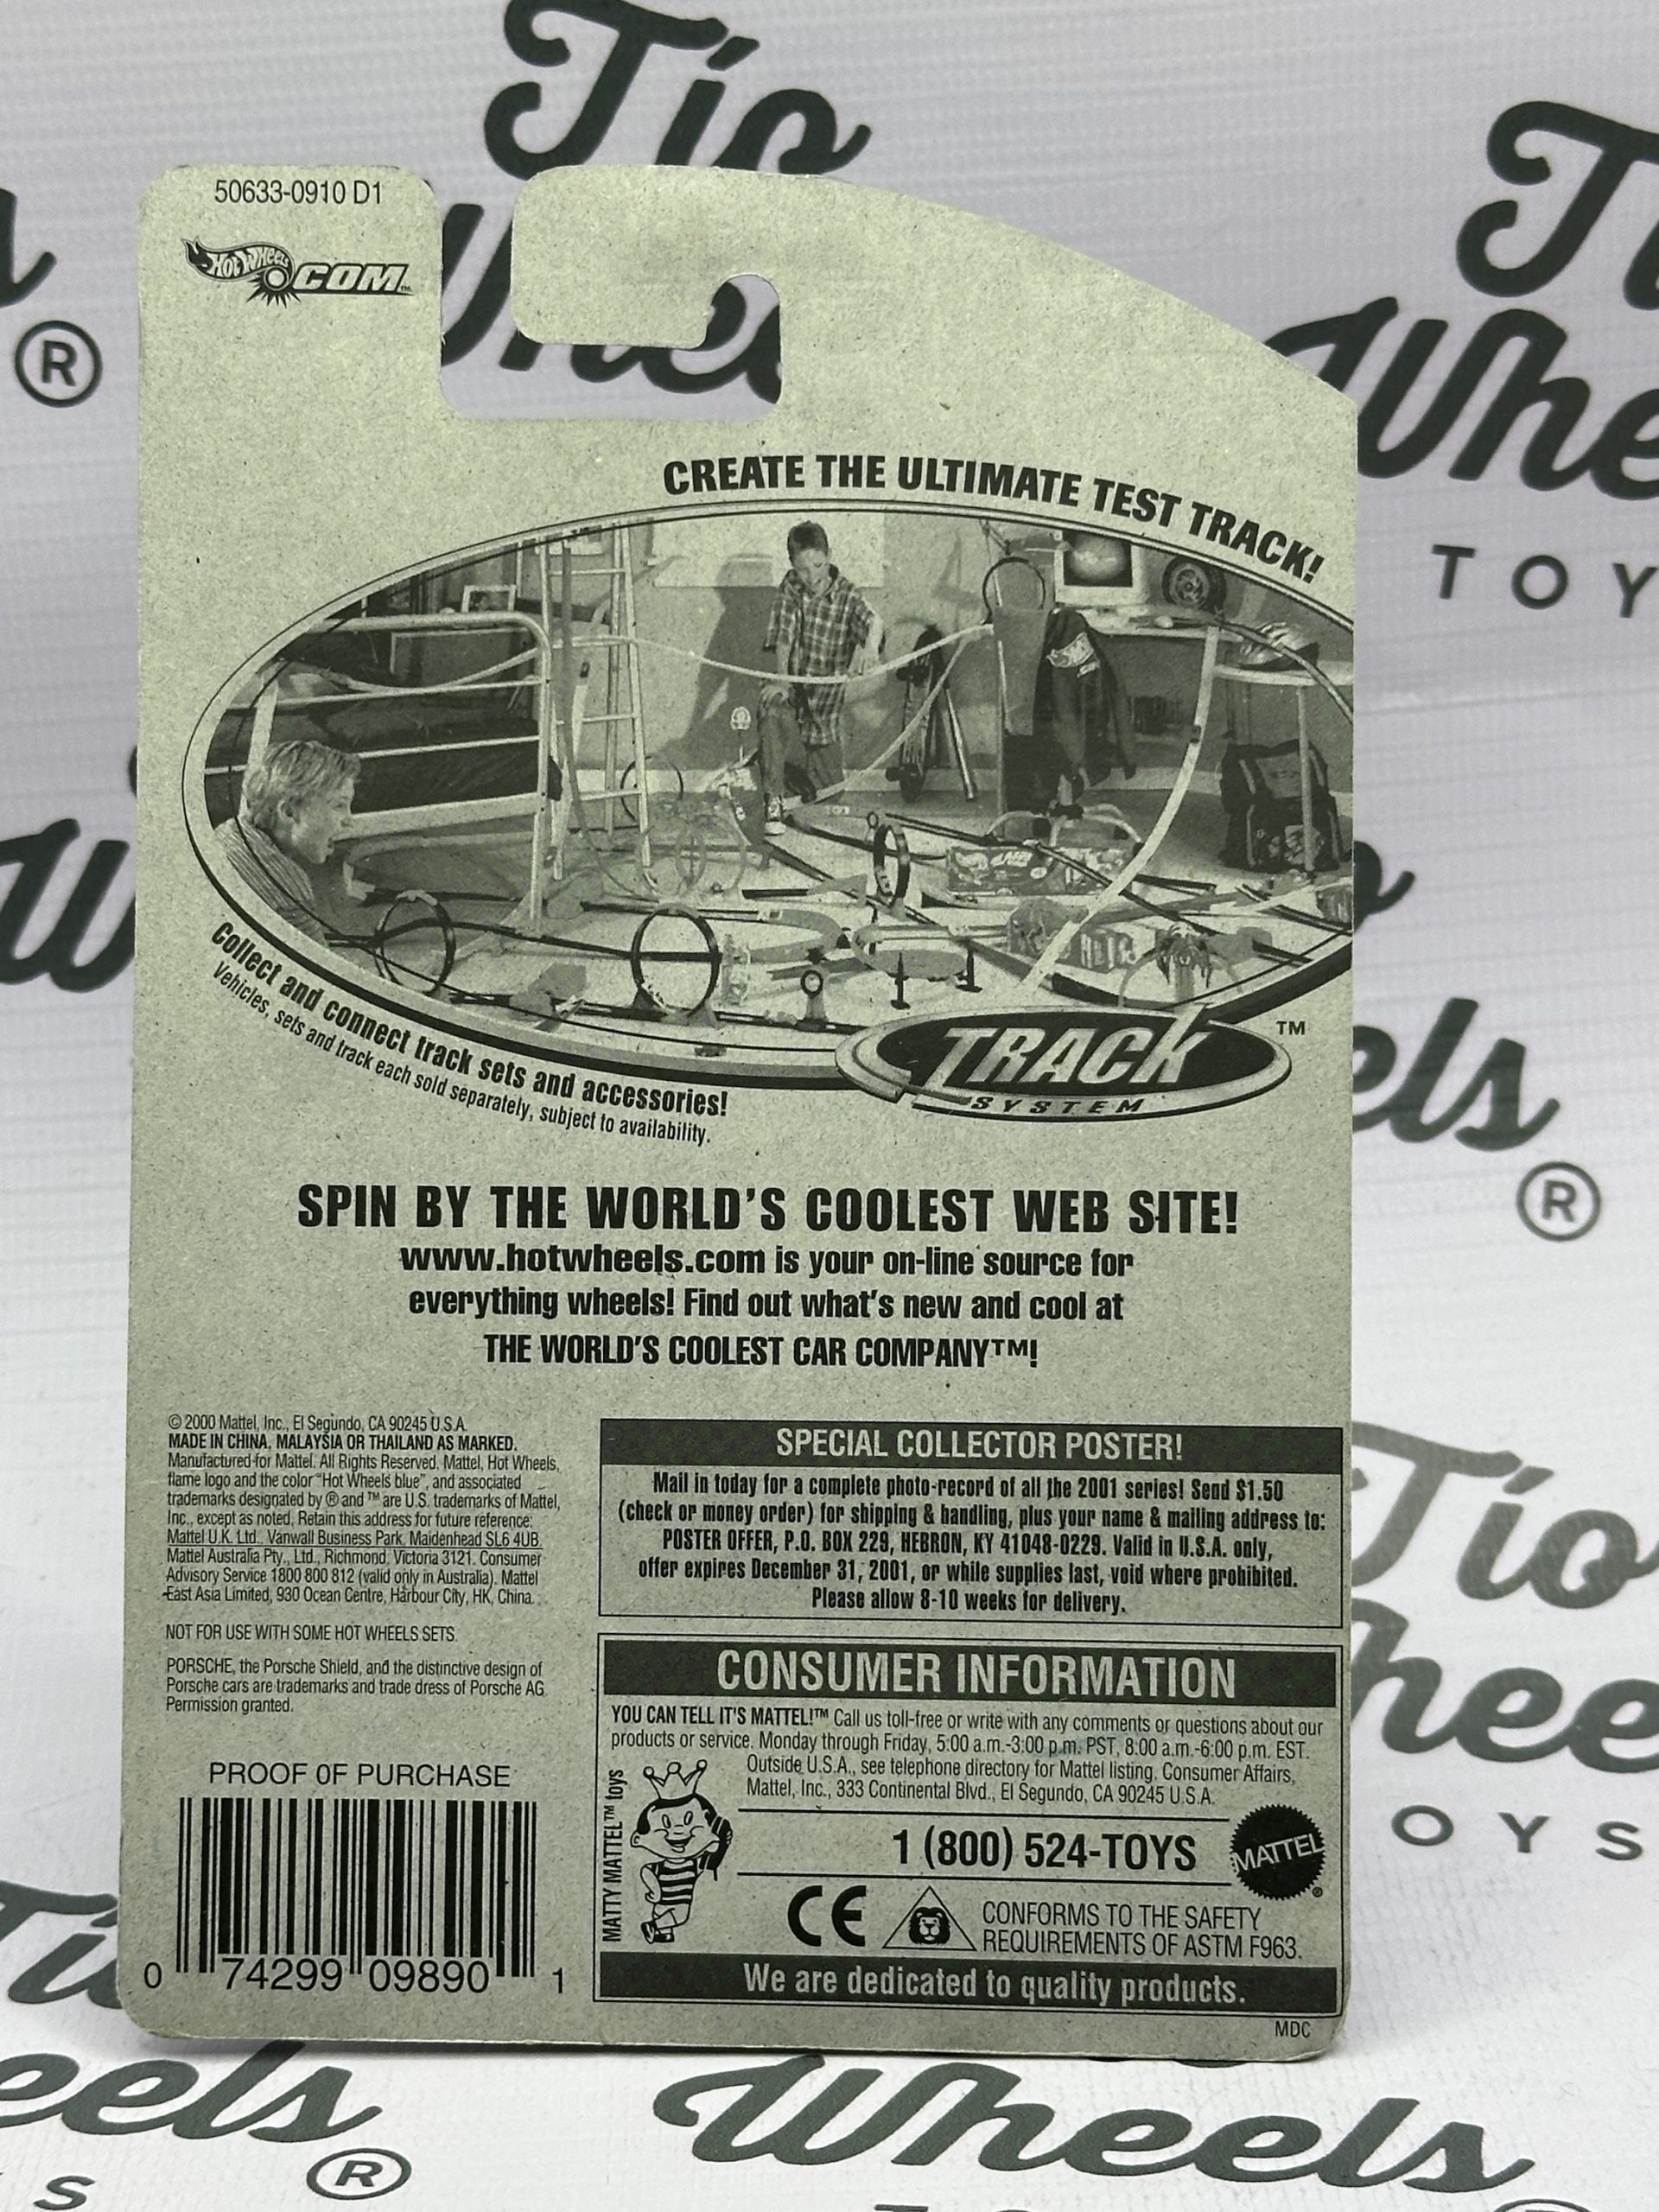 Tio
Wheels
®
TOYS
50633-0910 D1
HOT WHEELS.COM™
CREATE THE ULTIMATE TEST TRACK!
Collect and connect track sets and accessories!
Vehicles, sets and track each sold separately, subject to availability.
TRACK™
SYSTEM
SPIN BY THE WORLD'S COOLEST WEB SITE!
www.hotwheels.com is your on-line source for
everything wheels! Find out what's new and cool at
THE WORLD'S COOLEST CAR COMPANY™!
© 2000 Mattel, Inc., El Segundo, CA 90245 U.S.A.
MADE IN CHINA, MALAYSIA OR THAILAND AS MARKED.
Manufactured for Mattel. All Rights Reserved. Mattel, Hot Wheels,
flame logo and the color "Hot Wheels blue", and associated
trademarks designated by ® and ™ are U.S. trademarks of Mattel,
Inc., except as noted. Retain this address for future reference:
Mattel U.K. Ltd., Vanwall Business Park, Maidenhead SL6 4UB.
Mattel Australia Pty., Ltd., Richmond, Victoria 3121. Consumer
Advisory Service 1800 800 812 (valid only in Australia). Mattel
East Asia Limited, 930 Ocean Centre, Harbour City, HK, China.
NOT FOR USE WITH SOME HOT WHEELS SETS.
PORSCHE, the Porsche Shield, and the distinctive design of
Porsche cars are trademarks and trade dress of Porsche AG.
Permission granted.
PROOF OF PURCHASE
0 74299 09890 1
SPECIAL COLLECTOR POSTER!
Mail in today for a complete photo-record of all the 2001 series! Send $1.50
(check or money order) for shipping & handling, plus your name & mailing address to:
POSTER OFFER, P.O. BOX 229, HEBRON, KY 41048-0229. Valid in U.S.A. only,
offer expires December 31, 2001, or while supplies last, void where prohibited.
Please allow 8-10 weeks for delivery.
CONSUMER INFORMATION
YOU CAN TELL IT'S MATTEL!™ Call us toll-free or write with any comments or questions about our
products or service. Monday through Friday, 5:00 a.m.-3:00 p.m. PST, 8:00 a.m.-6:00 p.m. EST.
Outside U.S.A., see telephone directory for Mattel listing. Consumer Affairs,
Mattel, Inc., 333 Continental Blvd., El Segundo, CA 90245 U.S.A.
MATTY MATTEL™ toys
1 (800) 524-TOYS
MATTEL®
CE
CONFORMS TO THE SAFETY
REQUIREMENTS OF ASTM F963.
We are dedicated to quality products.
MDC
Tio
Wheels
®
TOYS
Wheels